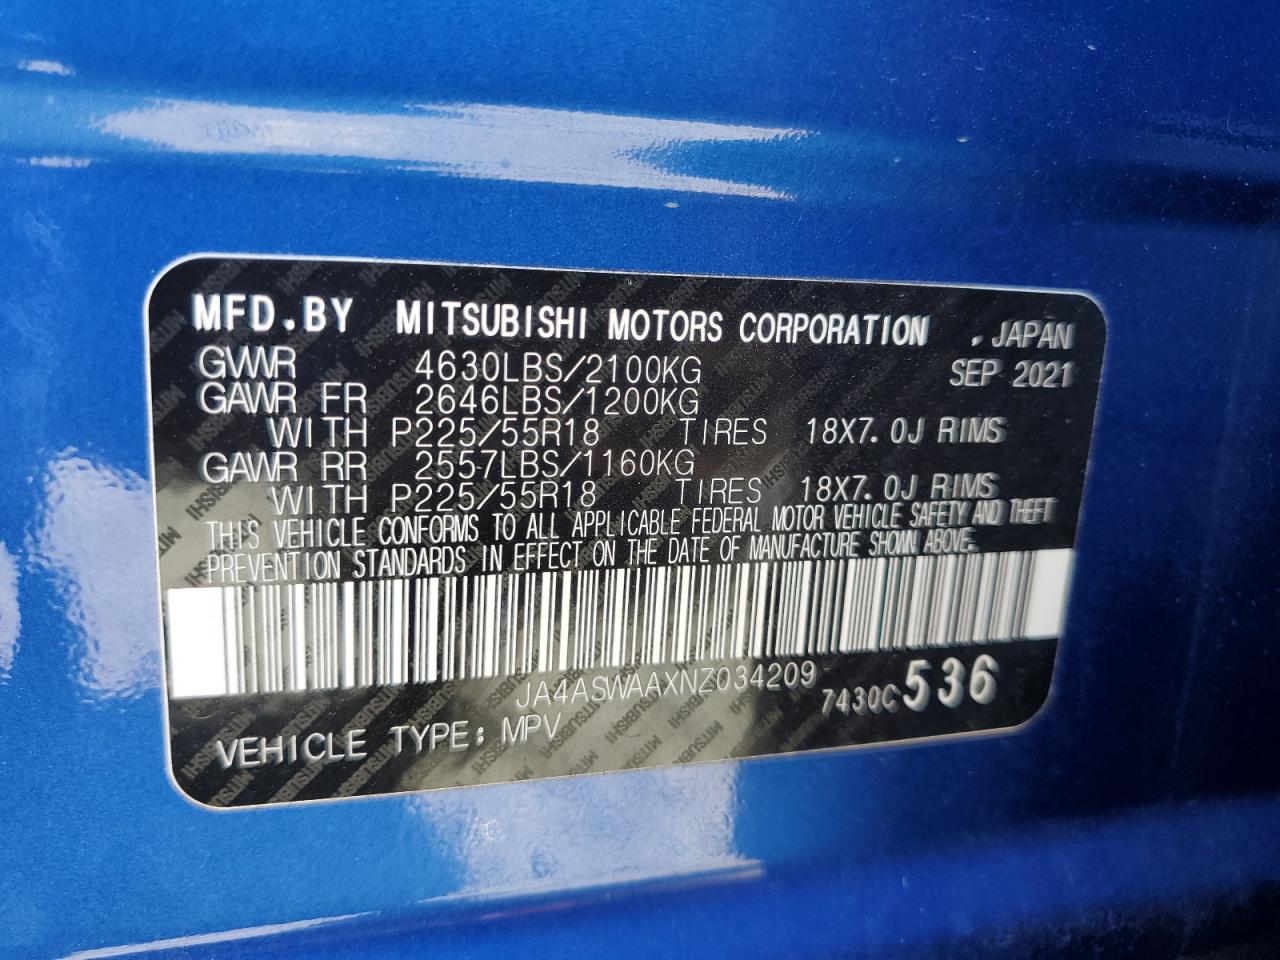 MFD.BY MITSUBISHI MOTORS CORPORATION , JAPAN
GVWR 4630LBS/2100KG SEP 2021
GAWR FR 2646LBS/1200KG
WITH P225/55R18 TIRES 18X7.0J RIMS
GAWR RR 2557LBS/1160KG
WITH P225/55R18 TIRES 18X7.0J RIMS
THIS VEHICLE CONFORMS TO ALL APPLICABLE FEDERAL MOTOR VEHICLE SAFETY AND THEFT
PREVENTION STANDARDS IN EFFECT ON THE DATE OF MANUFACTURE SHOWN ABOVE.
JA4ASWAAXNZ034209 7430C 536
VEHICLE TYPE: MPV